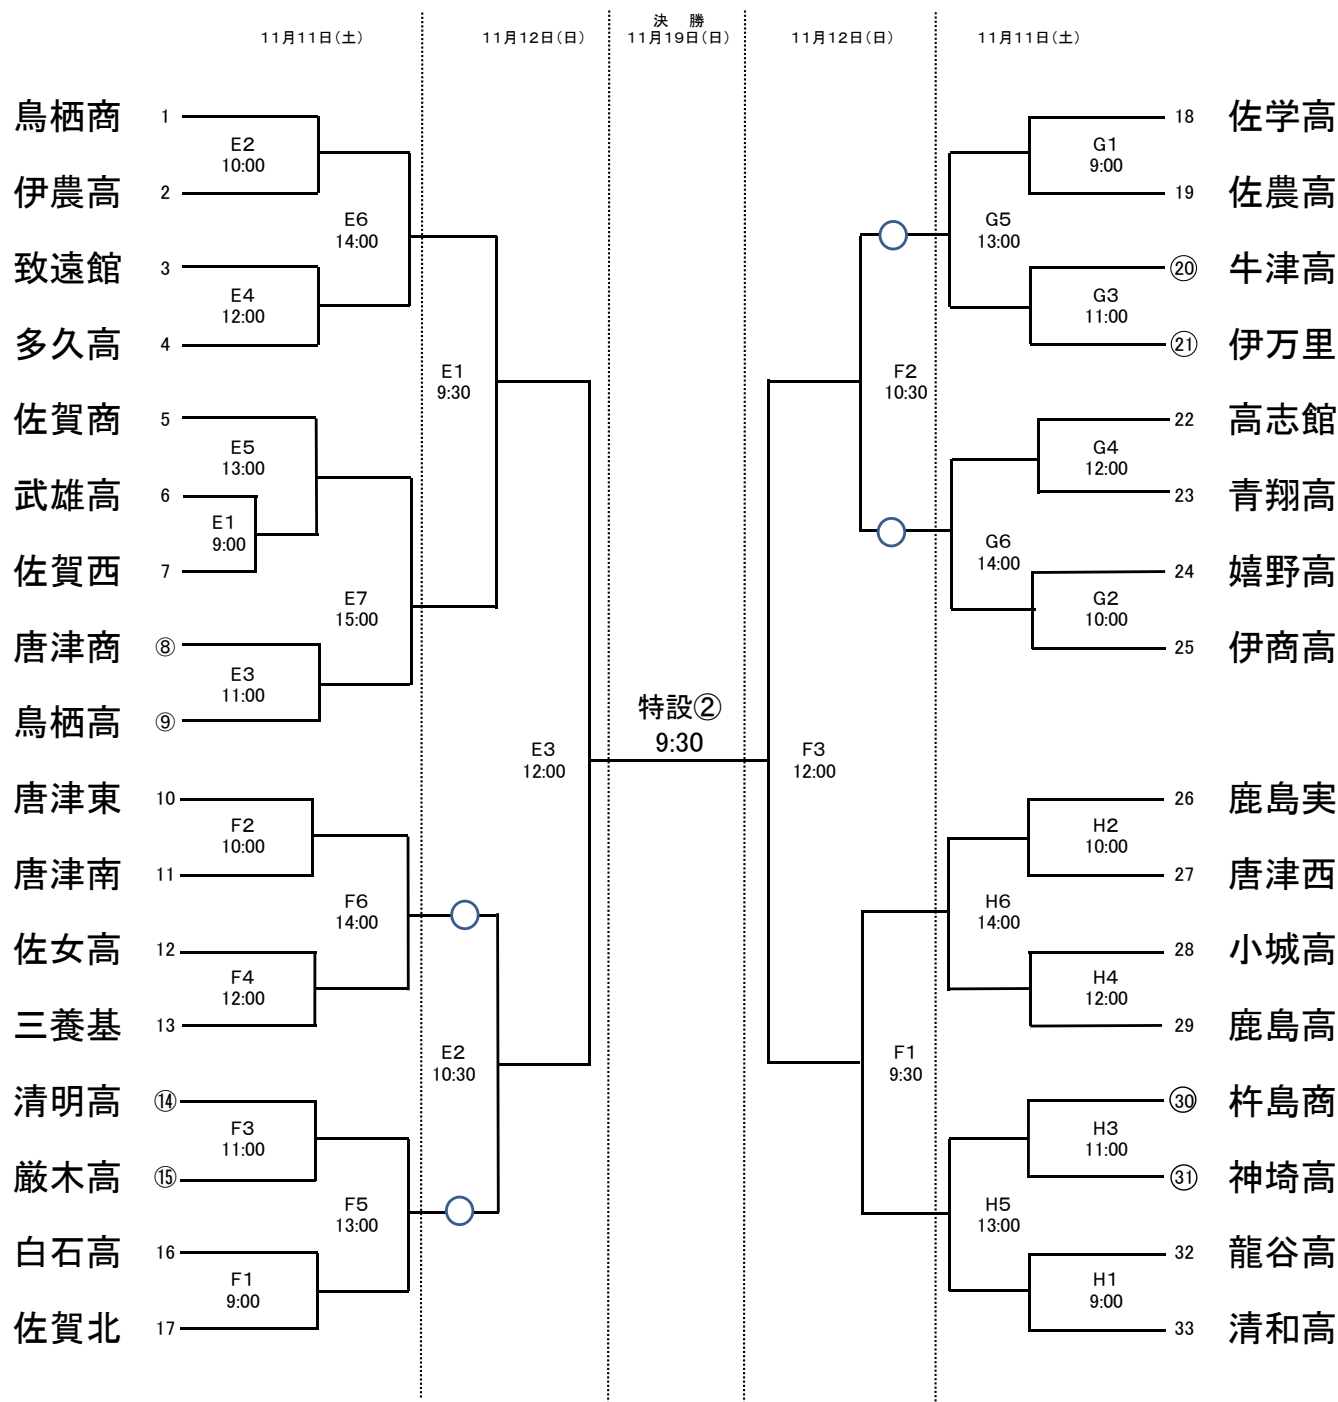 決　勝
11月11日(土)
11月12日(日)
11月19日(日)
11月12日(日)
11月11日(土)
鳥栖商 1
E2
10:00
伊農高 2
E6
14:00
致遠館 3
E4
12:00
多久高 4
E1
9:30
佐賀商 5
E5
13:00
武雄高 6
E1
9:00
佐賀西 7
E7
15:00
唐津商 ⑧
E3
11:00
鳥栖高 ⑨
E3
12:00
唐津東 10
F2
10:00
唐津南 11
F6
14:00
佐女高 12
F4
12:00
三養基 13
E2
10:30
清明高 ⑭
F3
11:00
厳木高 ⑮
F5
13:00
白石高 16
F1
9:00
佐賀北 17
特設②
9:30
18 佐学高
G1
9:00
19 佐農高
G5
13:00
⑳ 牛津高
G3
11:00
㉑ 伊万里
F2
10:30
22 高志館
G4
12:00
23 青翔高
G6
14:00
24 嬉野高
G2
10:00
25 伊商高
F3
12:00
26 鹿島実
H2
10:00
27 唐津西
H6
14:00
28 小城高
H4
12:00
29 鹿島高
F1
9:30
㉚ 杵島商
H3
11:00
㉛ 神埼高
H5
13:00
32 龍谷高
H1
9:00
33 清和高